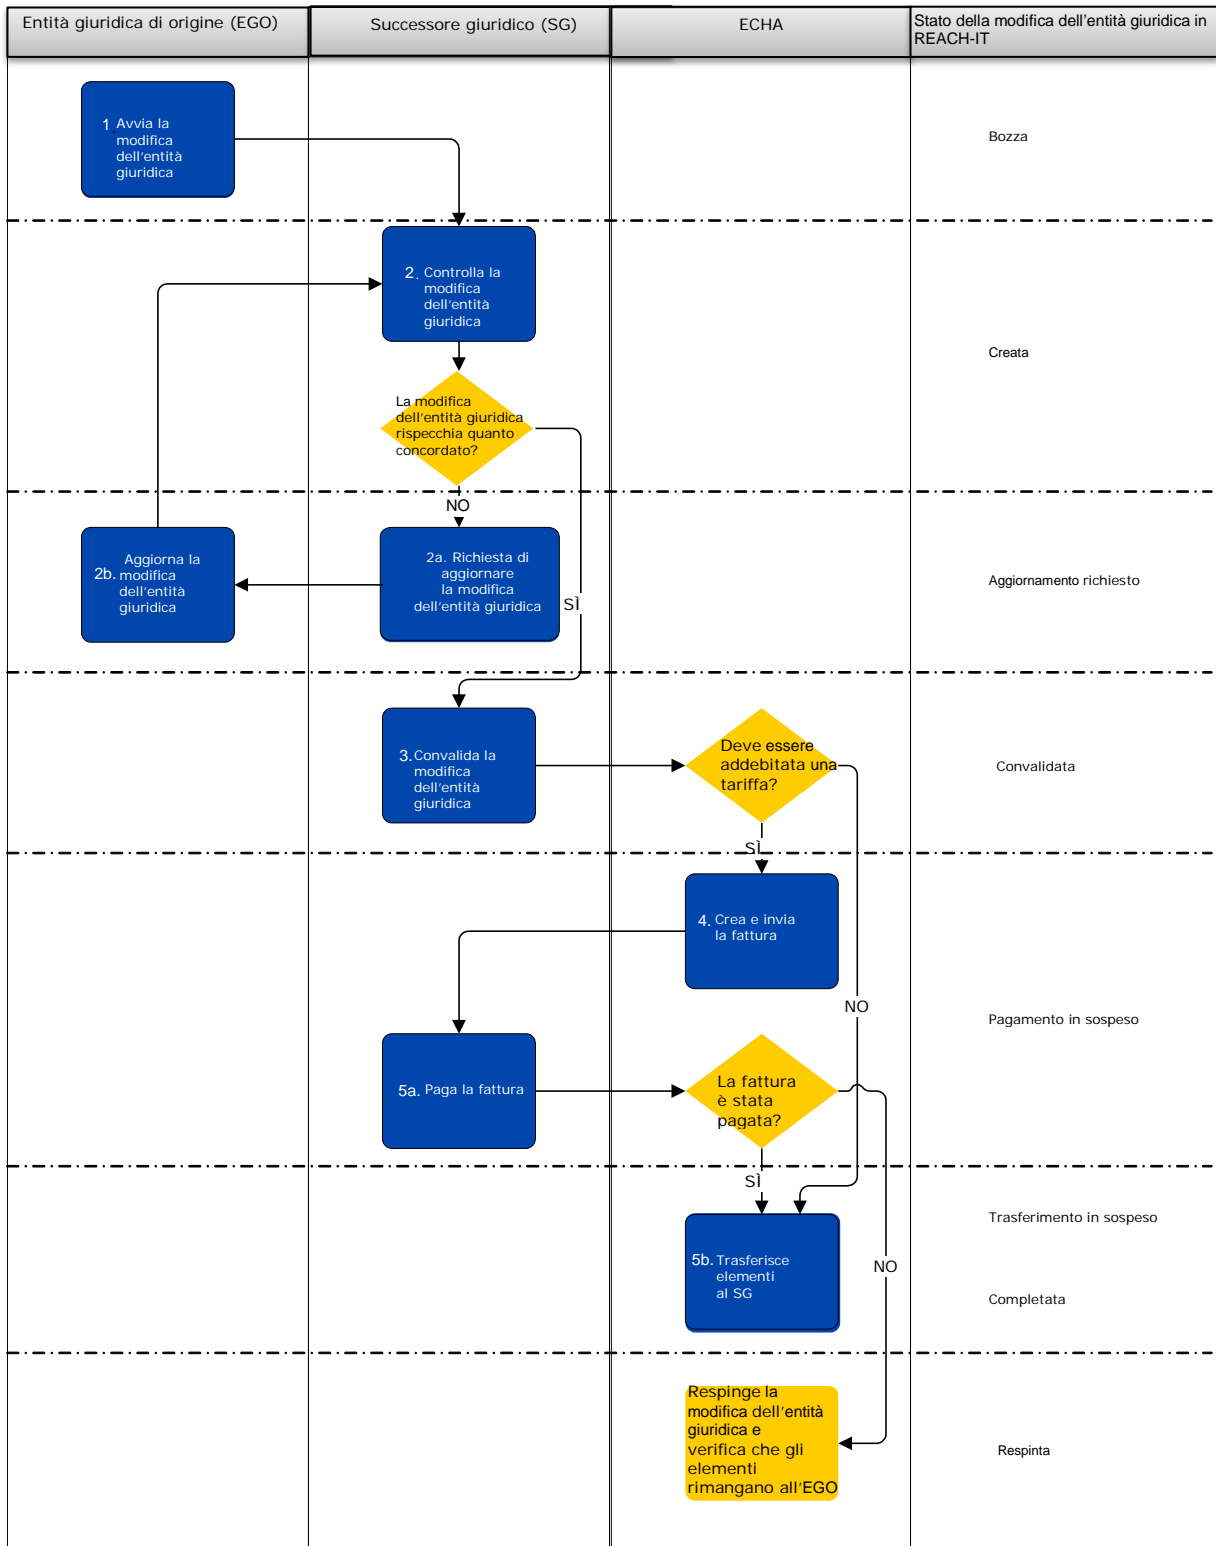 Entità giuridica di origine (EGO)
Successore giuridico (SG)
ECHA
Stato della modifica dell'entità giuridica in
REACH-IT
1. Avvia la
modifica
dell'entità
giuridica
Bozza
2. Controlla la
modifica
dell'entità
giuridica
Creata
La modifica
dell'entità giuridica
rispecchia quanto
concordato?
NO
2b. Aggiorna la
modifica
dell'entità
giuridica
2a. Richiesta di
aggiornare
la modifica
dell'entità giuridica
SÌ
Aggiornamento richiesto
3. Convalida la
modifica
dell'entità
giuridica
Deve essere
addebitata una
tariffa?
Convalidata
SÌ
4. Crea e invia
la fattura
NO
Pagamento in sospeso
5a. Paga la fattura
La fattura
è stata
pagata?
SÌ
Trasferimento in sospeso
5b. Trasferisce
elementi
al SG
NO
Completata
Respinge la
modifica dell'entità
giuridica e
verifica che gli
elementi
rimangano all'EGO
Respinta